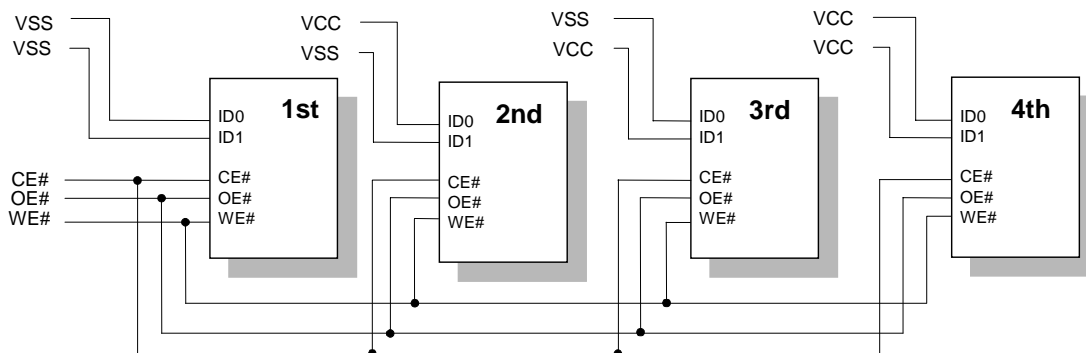 VSS
VSS
VCC
VSS
VSS
VCC
VCC
VCC
1st
ID0
ID1
CE#
OE#
WE#
2nd
ID0
ID1
CE#
OE#
WE#
3rd
ID0
ID1
CE#
OE#
WE#
4th
ID0
ID1
CE#
OE#
WE#
CE#
OE#
WE#